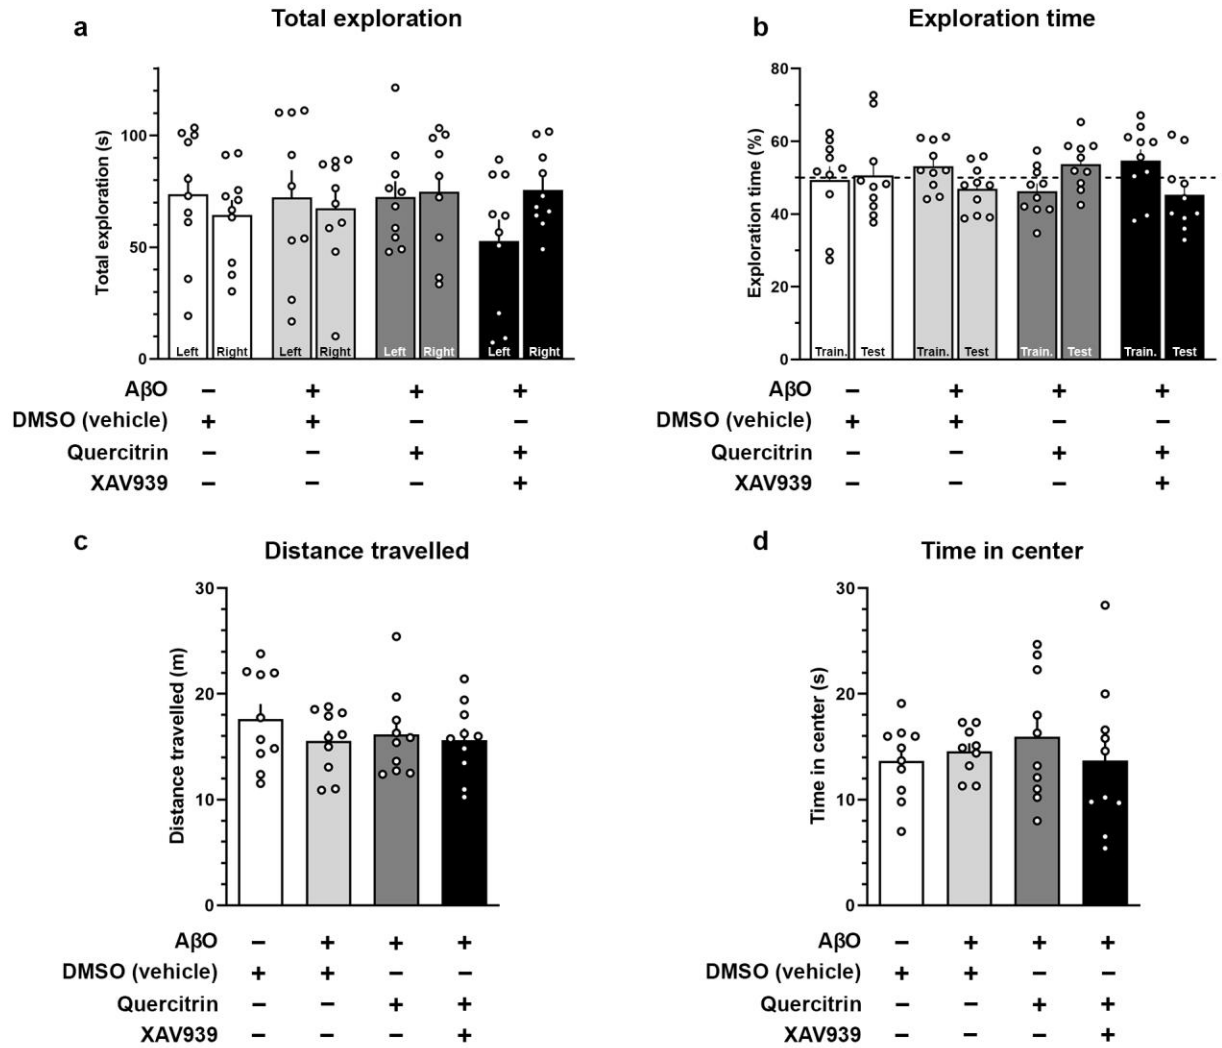 a
Total exploration
Total exploration (s)
100
50
0
Left Right Left Right Left Right Left Right
AβO – + + +
DMSO (vehicle) + + – –
Quercitrin – – + +
XAV939 – – – +
b
Exploration time
Exploration time (%)
80
60
40
20
0
Train. Test Train. Test Train. Test Train. Test
AβO – + + +
DMSO (vehicle) + + – –
Quercitrin – – + +
XAV939 – – – +
c
Distance travelled
Distance travelled (m)
30
20
10
0
AβO – + + +
DMSO (vehicle) + + – –
Quercitrin – – + +
XAV939 – – – +
d
Time in center
Time in center (s)
30
20
10
0
AβO – + + +
DMSO (vehicle) + + – –
Quercitrin – – + +
XAV939 – – – +